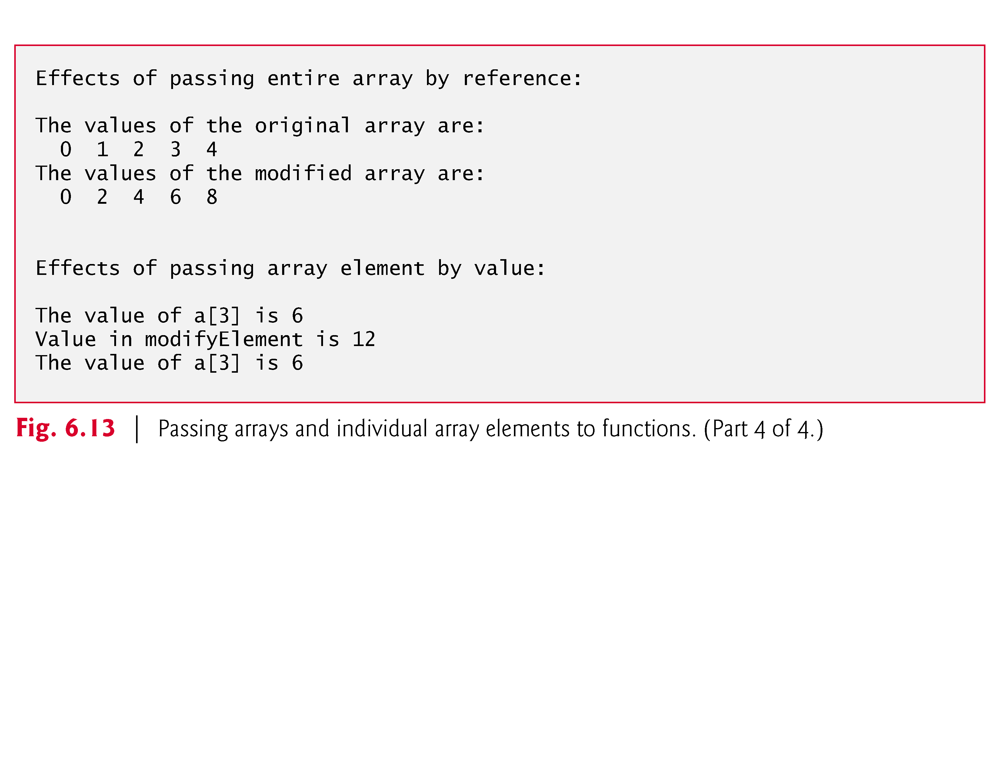 Effects of passing entire array by reference:
The values of the original array are:
0 1 2 3 4
The values of the modified array are:
0 2 4 6 8
Effects of passing array element by value:
The value of a[3] is 6
Value in modifyElement is 12
The value of a[3] is 6
Fig. 6.13 | Passing arrays and individual array elements to functions. (Part 4 of 4.)